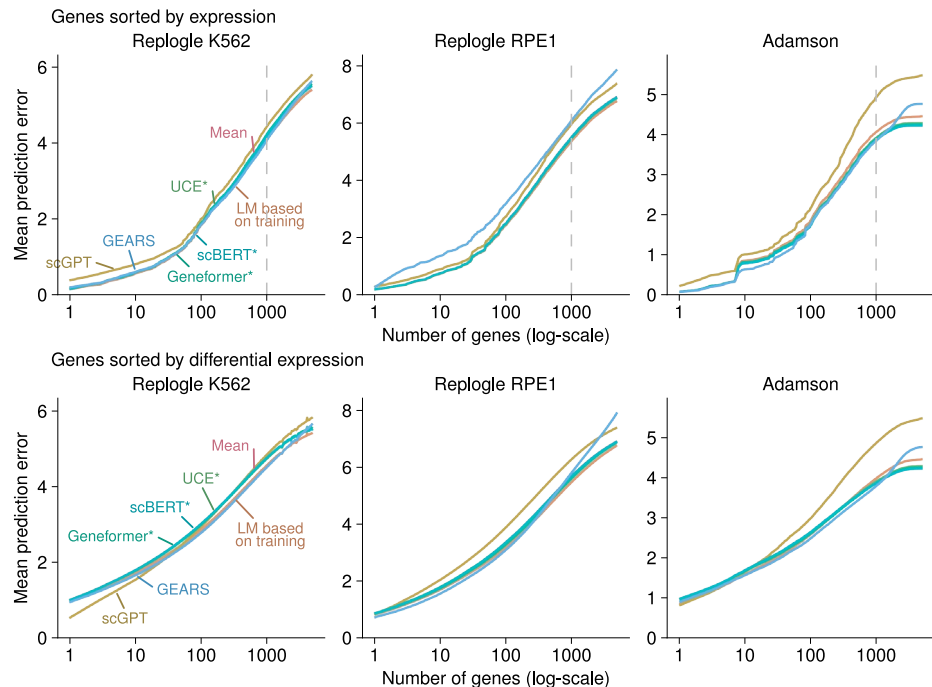 Genes sorted by expression
Replogle K562
Replogle RPE1
Adamson
Mean prediction error
6
4
2
0
Mean
UCE*
LM based
on training
GEARS
scBERT*
scGPT
Geneformer*
1
10
100
1000
8
6
4
2
0
1
10
100
1000
5
4
3
2
1
0
1
10
100
1000
Number of genes (log-scale)
Genes sorted by differential expression
Replogle K562
Replogle RPE1
Adamson
Mean prediction error
6
4
2
0
Mean
UCE*
scBERT*
LM based
on training
Geneformer*
GEARS
scGPT
1
10
100
1000
8
6
4
2
0
1
10
100
1000
5
4
3
2
1
0
1
10
100
1000
Number of genes (log-scale)